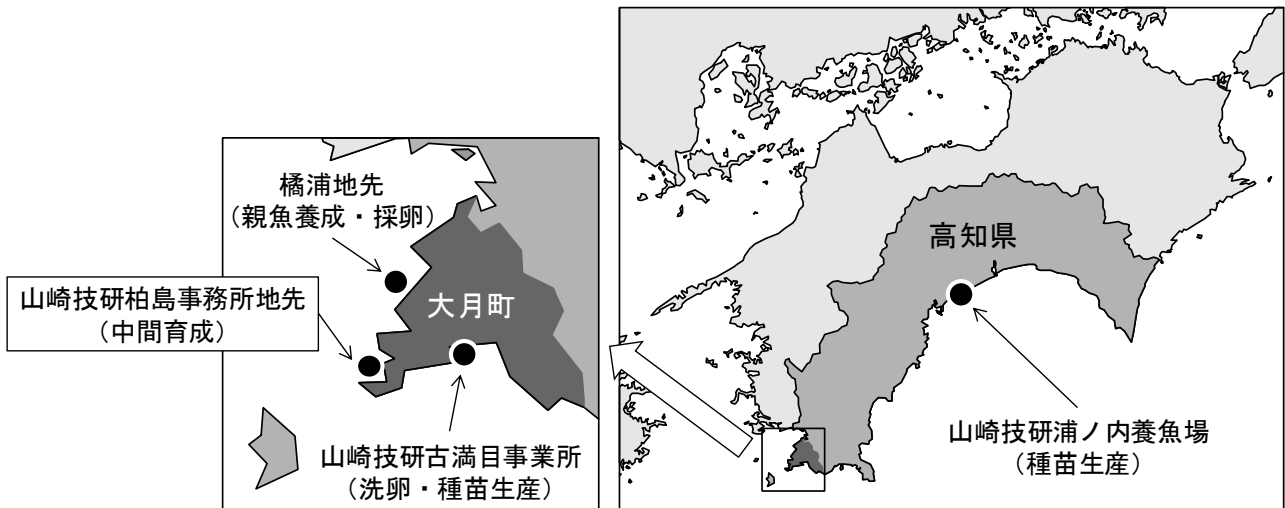 橘浦地先
（親魚養成・採卵）
山崎技研柏島事務所地先
（中間育成）
大月町
山崎技研古満目事業所
（洗卵・種苗生産）
高知県
山崎技研浦ノ内養魚場
（種苗生産）